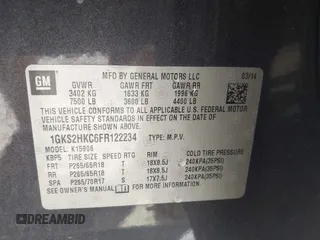 GM
GVWR GAWR FRT GAWR RR
3402 KG 1633 KG 1996 KG
7500 LB 3600 LB 4400 LB
MFD BY GENERAL MOTORS LLC 03/14
THIS VEHICLE CONFORMS TO ALL APPLICABLE U.S. FEDERAL
MOTOR VEHICLE SAFETY
THEFT PREVENTION STANDARDS IN EFFECT ON THE DATE OF
MANUFACTURE SHOWN ABOVE.
1GKS2HKC6FR122234 TYPE: M.P.V.
K15906
KBP5 TIRE SIZE SPEED RTG RIM COLD TIRE PRESSURE
FRT P265/65R18 T 18X8.5J 240KPA(35PSI)
RR P265/65R18 T 18X8.5J 240KPA(35PSI)
SPA P265/70R17 S 17X7.5J 240KPA(35PSI)
SEE OWNER'S MANUAL FOR ADDITIONAL INFORMATION.
DREAMBID